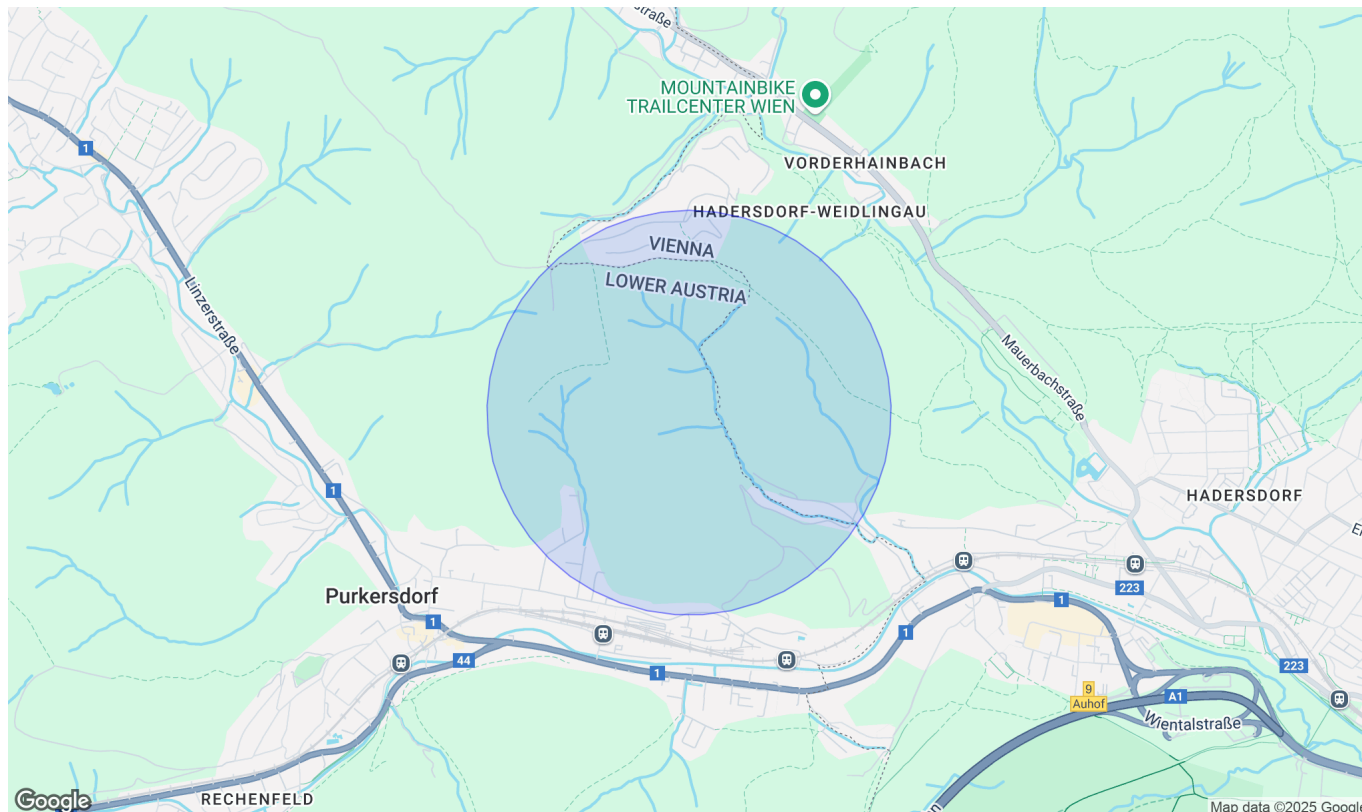 straße
MOUNTAINBIKE
TRAILCENTER WIEN
1
VORDERHAINBACH
HADERSDORF-WEIDLINGAU
VIENNA
LOWER AUSTRIA
Linzerstraße
Mauerbachstraße
1
HADERSDORF
Purkersdorf
1
44
1
1
1
223
223
9
Auhof
A1
Wientalstraße
RECHENFELD
Google
Map data ©2025 Google